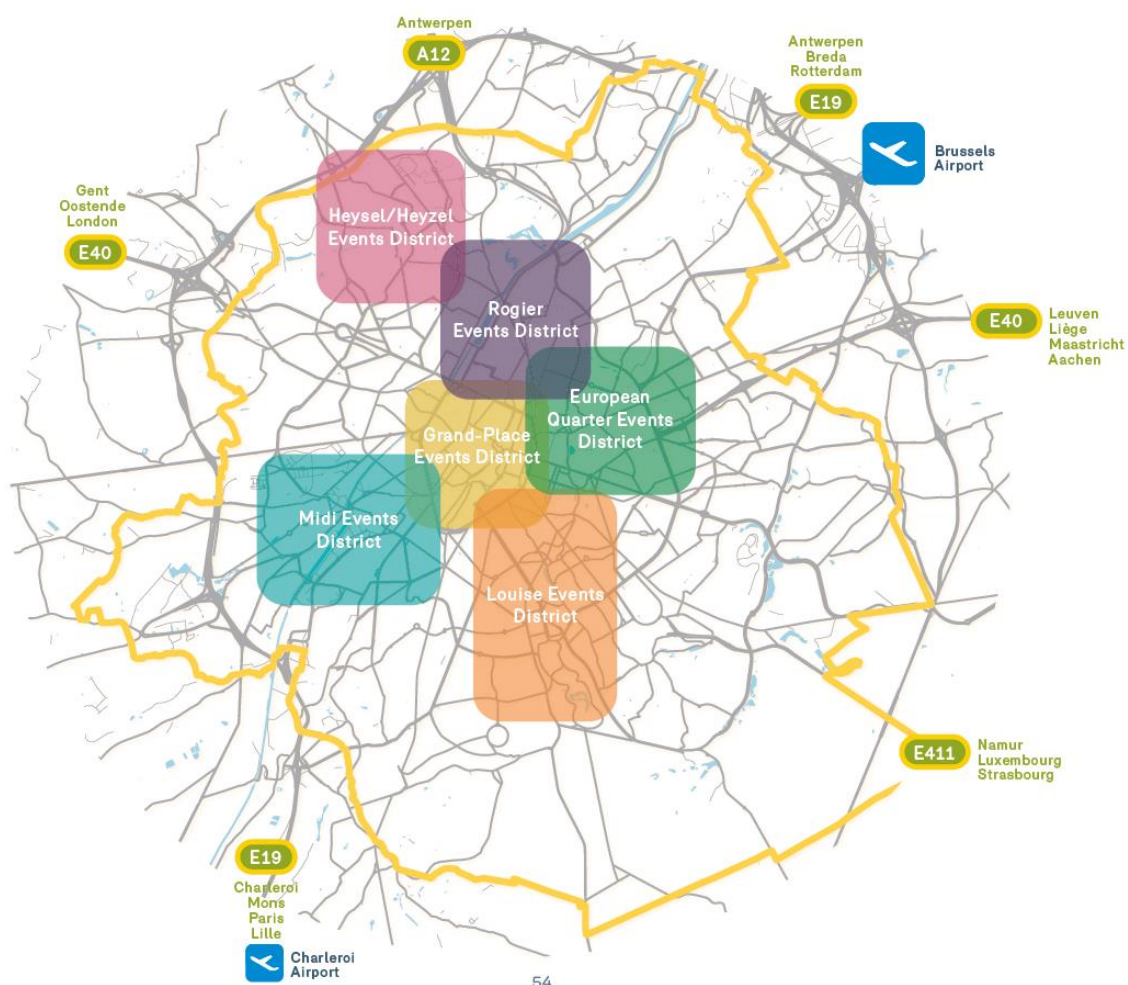 Antwerpen
A12
Antwerpen
Breda
Rotterdam
E19
Brussels
Airport
Gent
Oostende
London
E40
Heysel/Heyzel
Events District
Rogier
Events District
E40
Leuven
Liège
Maastricht
Aachen
European
Quarter Events
District
Grand-Place
Events District
Midi Events
District
Louise Events
District
E411
Namur
Luxembourg
Strasbourg
E19
Charleroi
Mons
Paris
Lille
Charleroi
Airport
54